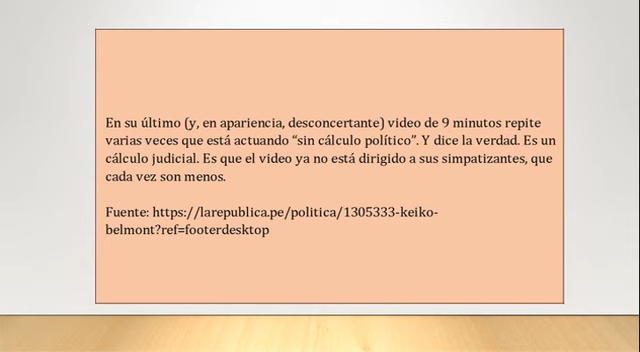 En su último (y, en apariencia, desconcertante) video de 9 minutos repite
varias veces que está actuando “sin cálculo político”. Y dice la verdad. Es un
cálculo judicial. Es que el video ya no está dirigido a sus simpatizantes, que
cada vez son menos.
Fuente: https://larepublica.pe/politica/1305333-keiko-
belmont?ref=footerdesktop